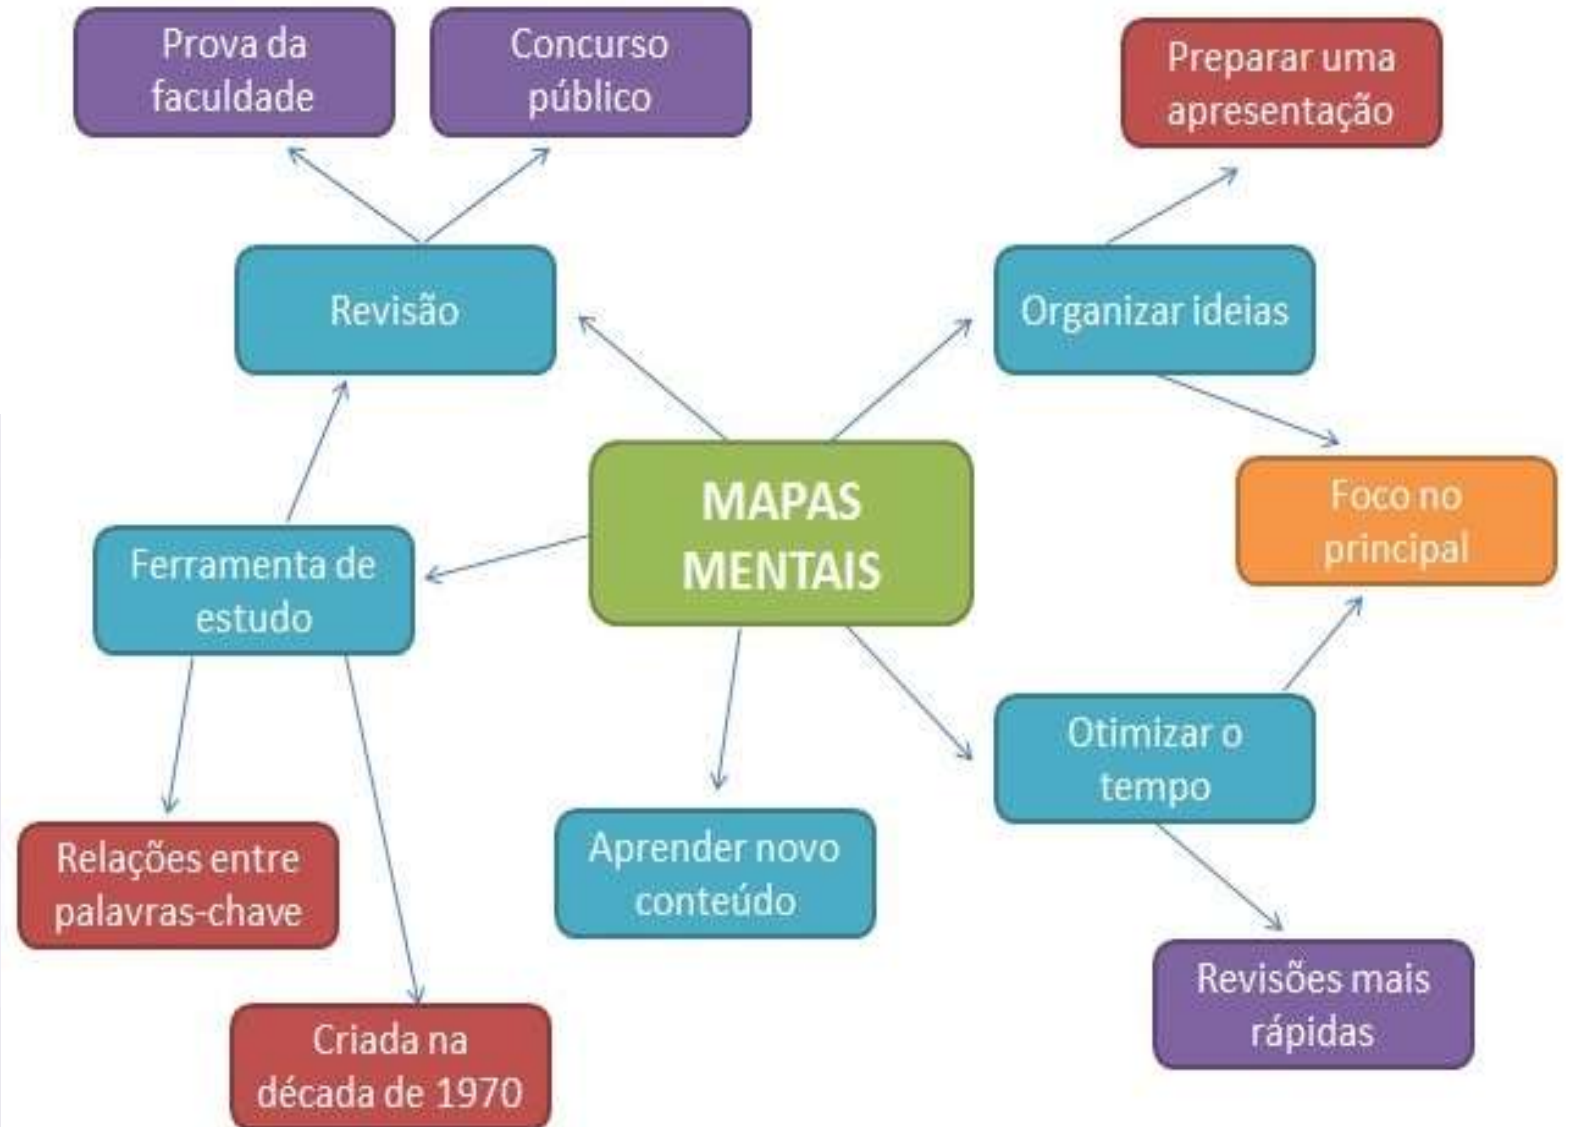 Prova da
faculdade
Concurso
público
Preparar uma
apresentação
Revisão
Organizar ideias
MAPAS
MENTAIS
Foco no
principal
Ferramenta de
estudo
Otimizar o
tempo
Aprender novo
conteúdo
Relações entre
palavras-chave
Revisões mais
rápidas
Criada na
década de 1970